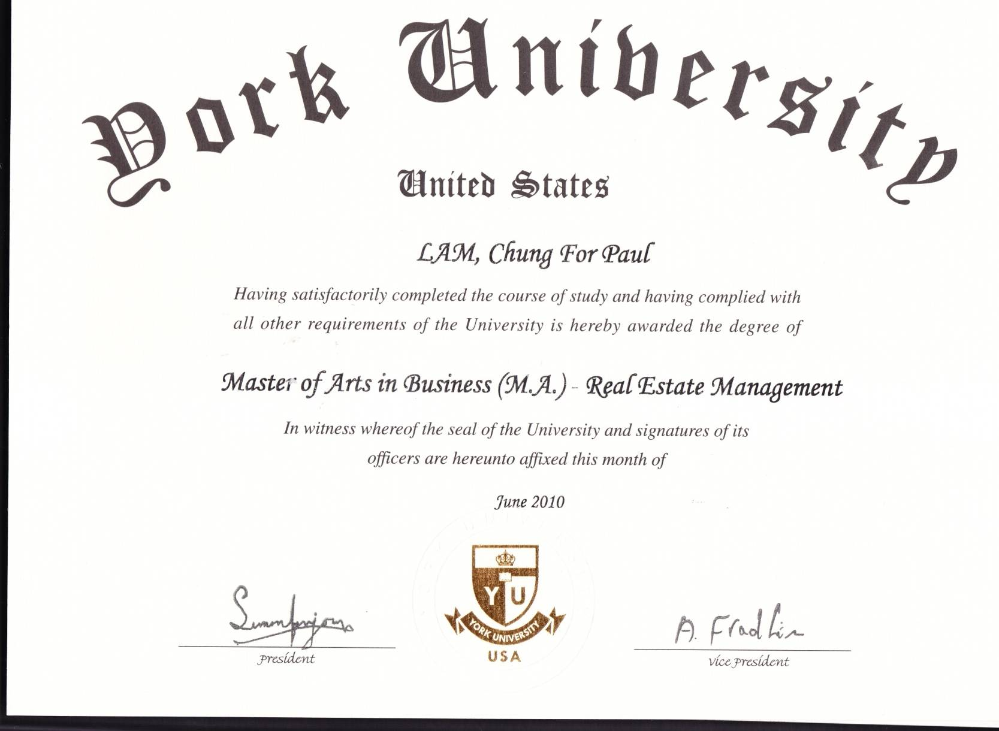 York University
United States
LAM, Chung For Paul
Having satisfactorily completed the course of study and having complied with
all other requirements of the University is hereby awarded the degree of
Master of Arts in Business (M.A.) - Real Estate Management
In witness whereof the seal of the University and signatures of its
officers are hereunto affixed this month of
June 2010
Y U
YORK UNIVERSITY
USA
A. Fradlin
President
Vice President